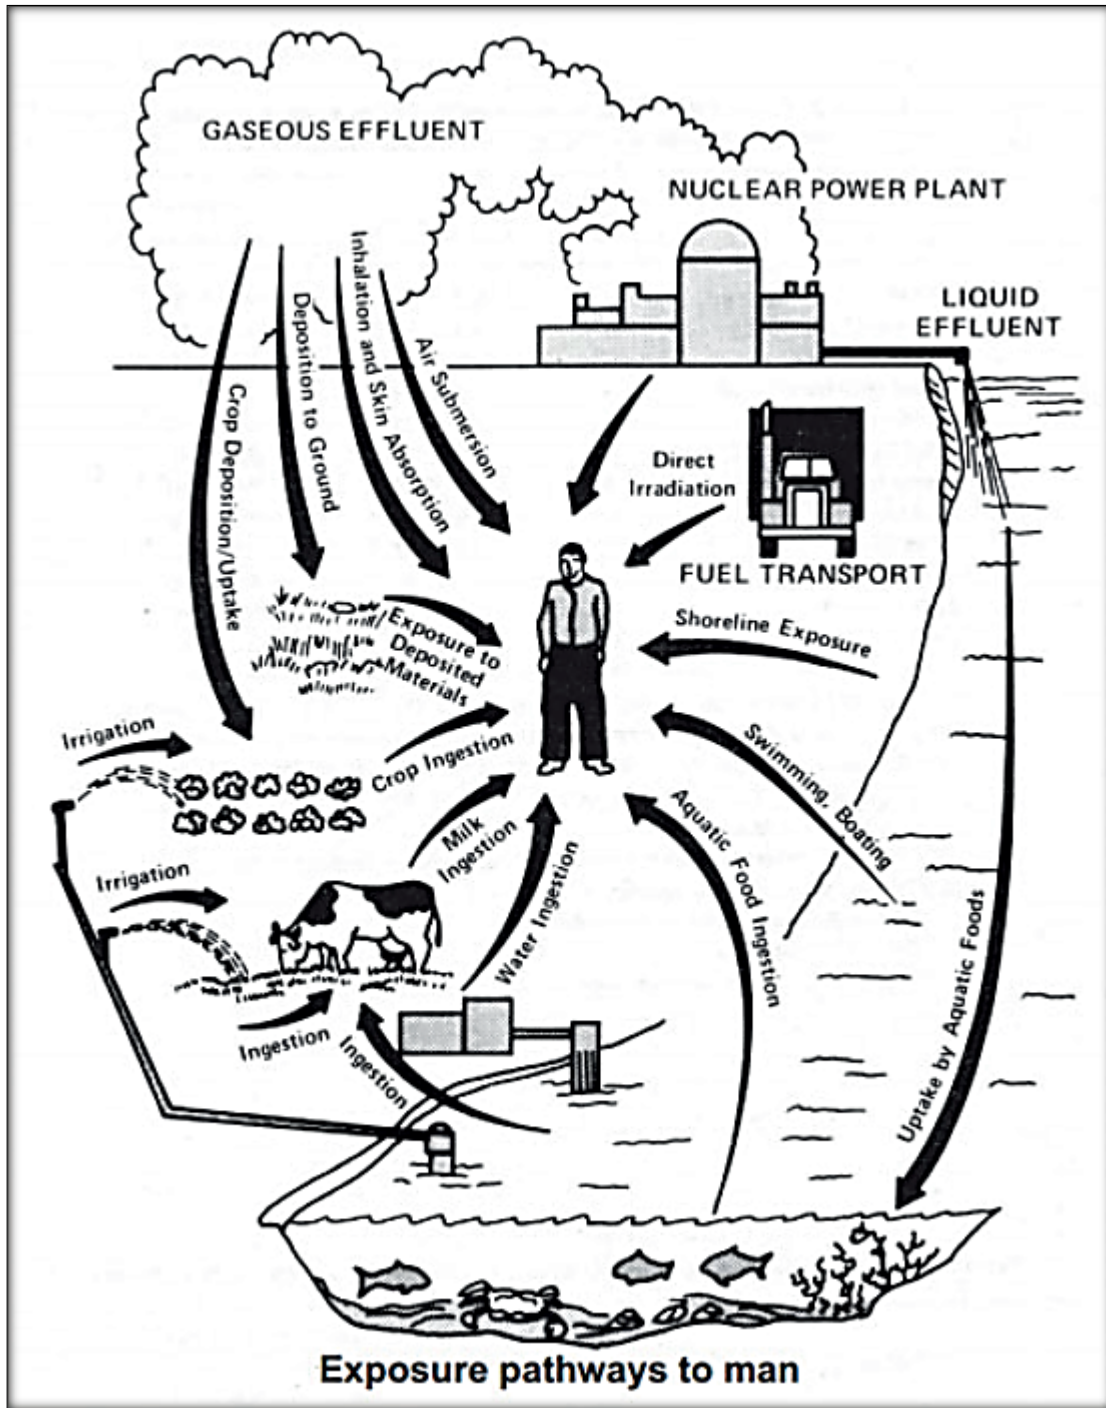 GASEOUS EFFLUENT
NUCLEAR POWER PLANT
LIQUID
EFFLUENT
Crop Deposition/Uptake
Deposition to Ground
Inhalation and Skin Absorption
Air Submersion
Direct
Irradiation
FUEL TRANSPORT
Exposure to
Deposited
Materials
Shoreline Exposure
Irrigation
Crop Ingestion
Swimming, Boating
Milk
Ingestion
Aquatic Food Ingestion
Irrigation
Water Ingestion
Uptake by Aquatic Foods
Ingestion
Ingestion
Exposure pathways to man